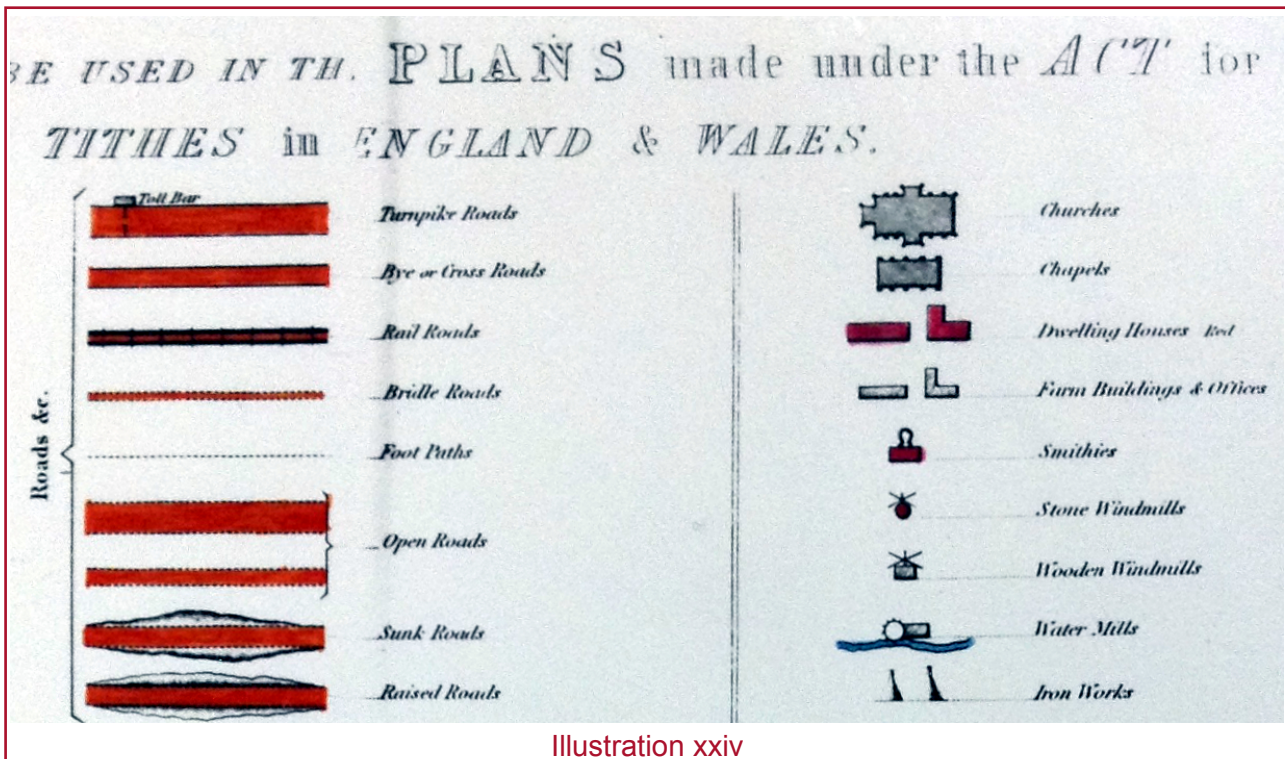 BE USED IN TH. PLANS made under the ACT for
TITHES in ENGLAND & WALES.
Roads &c.
Toll Bar
Turnpike Roads
Bye or Cross Roads
Rail Roads
Bridle Roads
Foot Paths
Open Roads
Sunk Roads
Raised Roads
Churches
Chapels
Dwelling Houses Red
Farm Buildings & Offices
Smithies
Stone Windmills
Wooden Windmills
Water Mills
Iron Works
Illustration xxiv